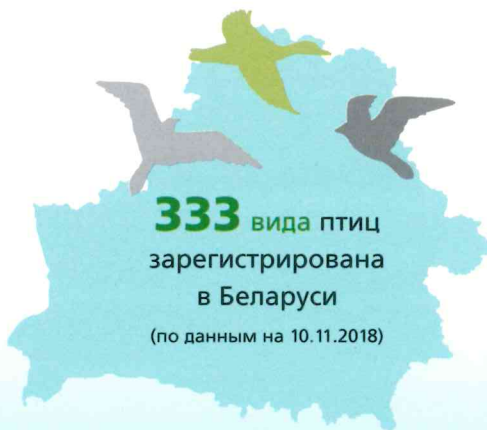 333 вида птиц
зарегистрирована
в Беларуси
(по данным на 10.11.2018)